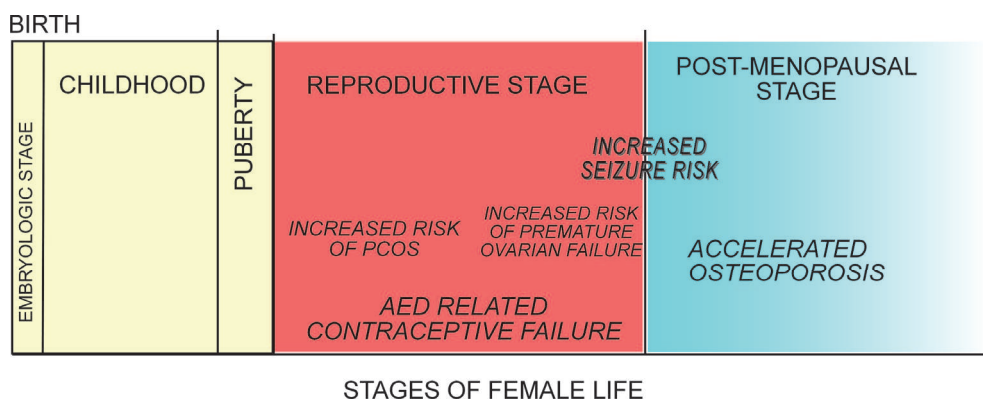 BIRTH
EMBRYOLOGIC STAGE
CHILDHOOD
PUBERTY
REPRODUCTIVE STAGE
INCREASED RISK
OF PCOS
INCREASED RISK
OF PREMATURE
OVARIAN FAILURE
AED RELATED
CONTRACEPTIVE FAILURE
INCREASED
SEIZURE RISK
POST-MENOPAUSAL
STAGE
ACCELERATED
OSTEOPOROSIS
STAGES OF FEMALE LIFE